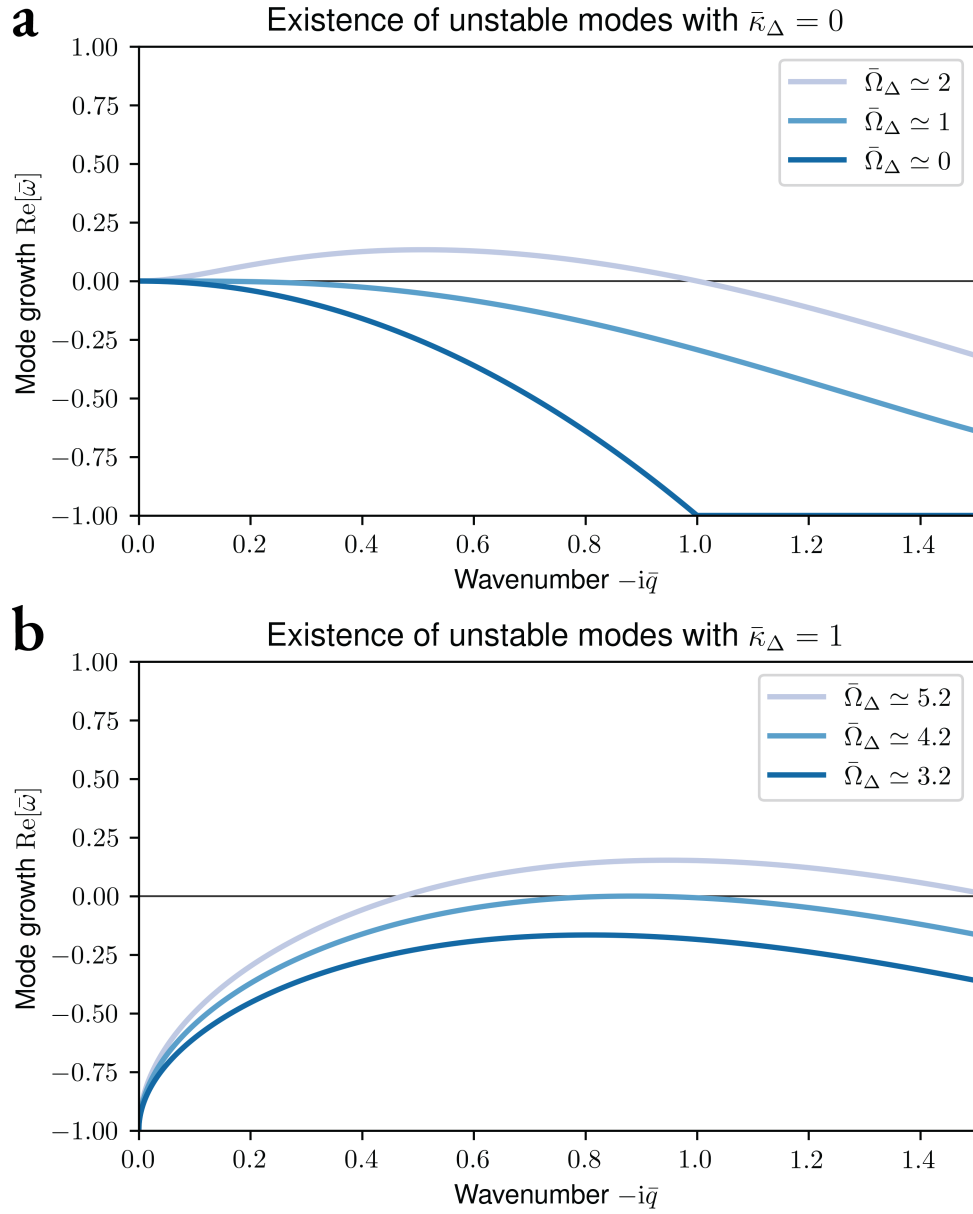 a
Existence of unstable modes with κ̄_Δ = 0
1.00
0.75
0.50
0.25
0.00
−0.25
−0.50
−0.75
−1.00
Mode growth Re[ω̄]
Ω̄_Δ ≃ 2
Ω̄_Δ ≃ 1
Ω̄_Δ ≃ 0
0.0 0.2 0.4 0.6 0.8 1.0 1.2 1.4
Wavenumber −iq̄
b
Existence of unstable modes with κ̄_Δ = 1
1.00
0.75
0.50
0.25
0.00
−0.25
−0.50
−0.75
−1.00
Mode growth Re[ω̄]
Ω̄_Δ ≃ 5.2
Ω̄_Δ ≃ 4.2
Ω̄_Δ ≃ 3.2
0.0 0.2 0.4 0.6 0.8 1.0 1.2 1.4
Wavenumber −iq̄